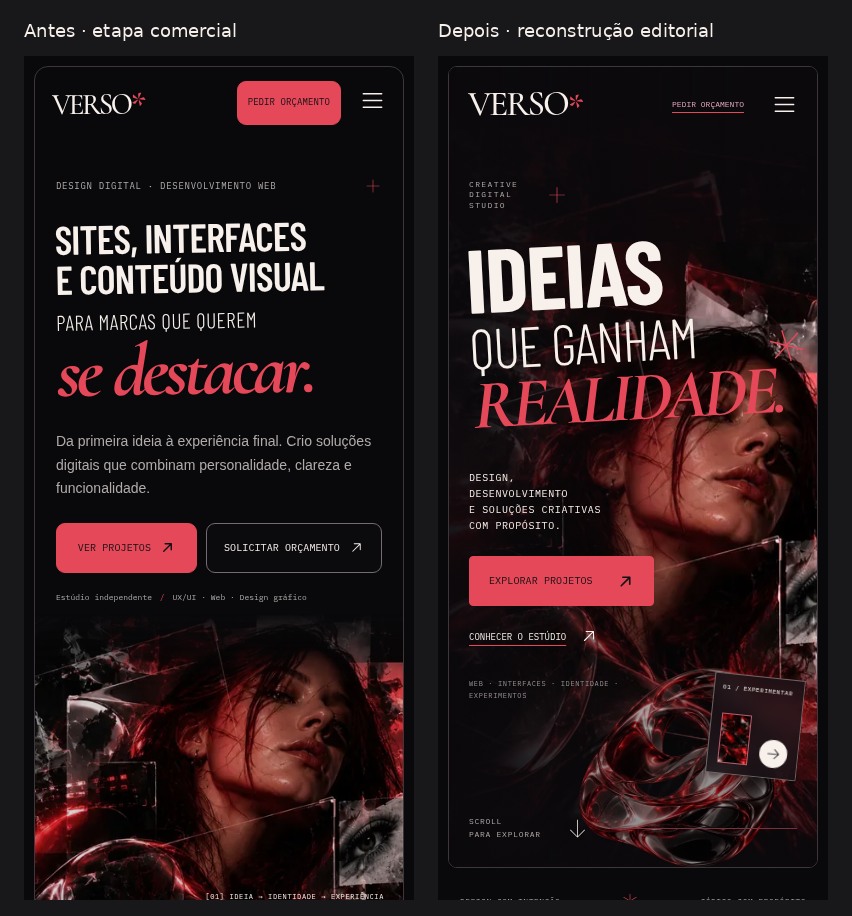 Antes · etapa comercial
VERSO*
PEDIR ORÇAMENTO
DESIGN DIGITAL · DESENVOLVIMENTO WEB
SITES, INTERFACES
E CONTEÚDO VISUAL
PARA MARCAS QUE QUEREM
se destacar.
Da primeira ideia à experiência final. Crio soluções
digitais que combinam personalidade, clareza e
funcionalidade.
VER PROJETOS
SOLICITAR ORÇAMENTO
Estúdio independente / UX/UI · Web · Design gráfico
[01] IDEIA → IDENTIDADE → EXPERIÊNCIA
Depois · reconstrução editorial
VERSO*
PEDIR ORÇAMENTO
CREATIVE
DIGITAL
STUDIO
IDEIAS
QUE GANHAM
REALIDADE.
DESIGN,
DESENVOLVIMENTO
E SOLUÇÕES CRIATIVAS
COM PROPÓSITO.
EXPLORAR PROJETOS
CONHECER O ESTÚDIO
WEB · INTERFACES · IDENTIDADE ·
EXPERIMENTOS
01 / EXPERIMENTAR
SCROLL
PARA EXPLORAR